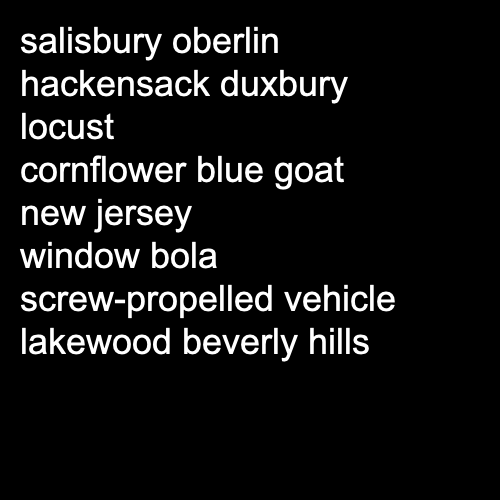 salisbury oberlin
hackensack duxbury
locust
cornflower blue goat
new jersey
window bola
screw-propelled vehicle
lakewood beverly hills